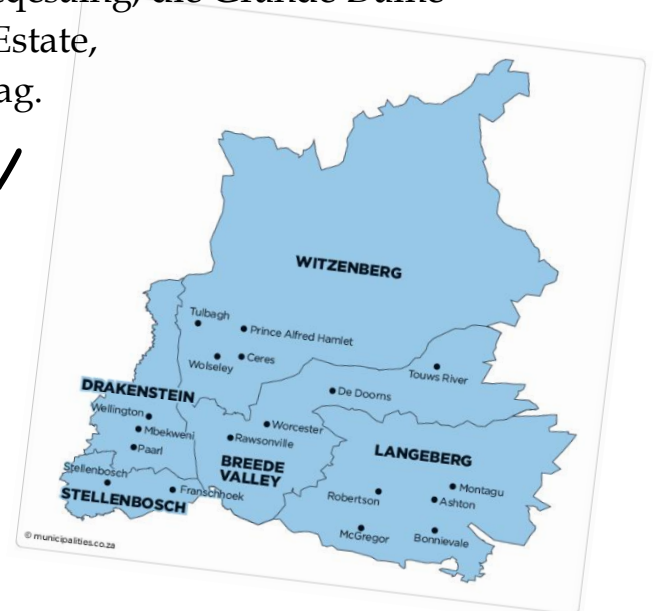 Estate,
ag.
WITZENBERG
Tulbagh
Prince Alfred Hamlet
Wolseley
Ceres
Touws River
De Doorns
DRAKENSTEIN
Wellington
Mbekweni
Paarl
Worcester
Rawsonville
BREEDE
VALLEY
LANGEBERG
Stellenbosch
STELLENBOSCH
Franschhoek
Robertson
Montagu
Ashton
McGregor
Bonnievale
© municipalities.co.za